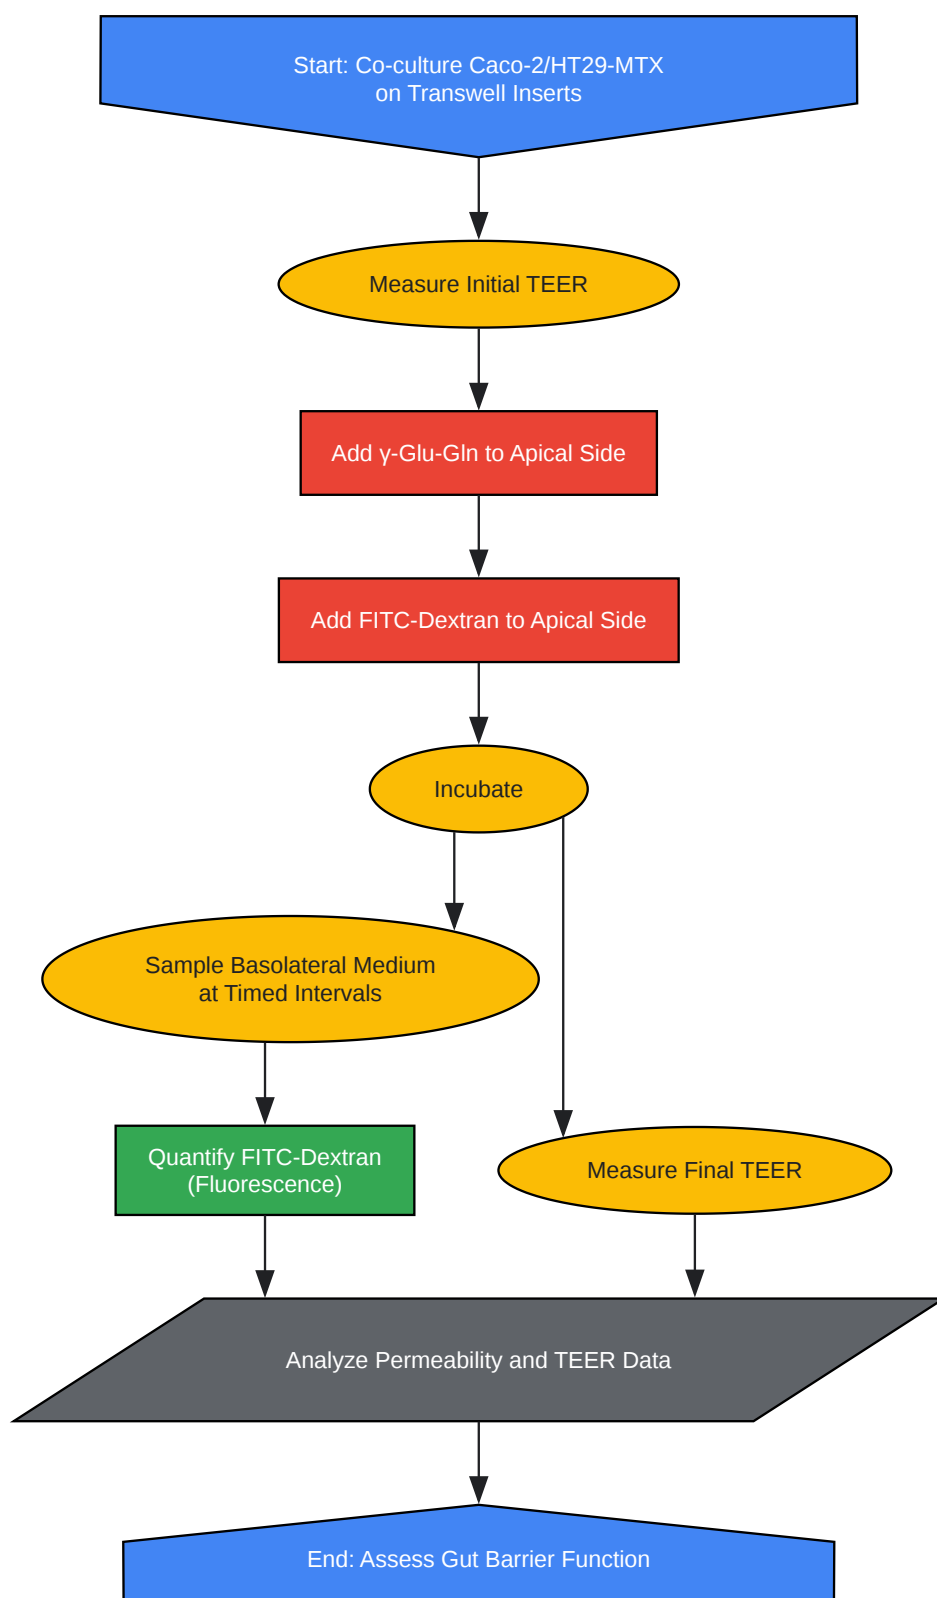 Start: Co-culture Caco-2/HT29-MTX
on Transwell Inserts
Measure Initial TEER
Add γ-Glu-Gln to Apical Side
Add FITC-Dextran to Apical Side
Incubate
Sample Basolateral Medium
at Timed Intervals
Quantify FITC-Dextran
(Fluorescence)
Measure Final TEER
Analyze Permeability and TEER Data
End: Assess Gut Barrier Function